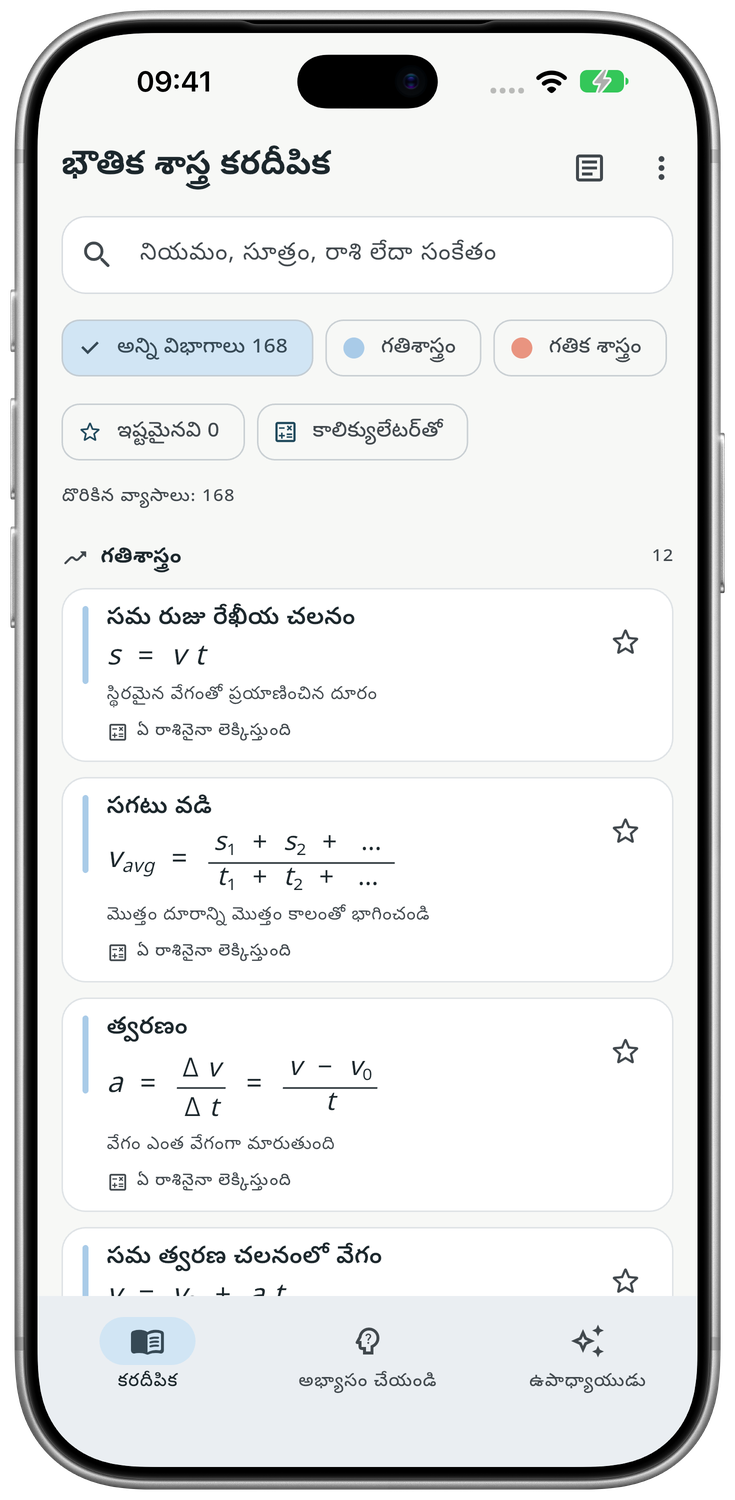 09:41
భౌతిక శాస్త్ర కరదీపిక
నియమం, సూత్రం, రాశి లేదా సంకేతం
అన్ని విభాగాలు 168
గతిశాస్త్రం
గతిక శాస్త్రం
ఇష్టమైనవి 0
కాలిక్యులేటర్‌తో
దొరికిన వ్యాసాలు: 168
గతిశాస్త్రం 12
సమ రుజు రేఖీయ చలనం
s = v t
స్థిరమైన వేగంతో ప్రయాణించిన దూరం
ఏ రాశినైనా లెక్కిస్తుంది
సగటు వడి
v_avg = (s₁ + s₂ + ...) / (t₁ + t₂ + ...)
మొత్తం దూరాన్ని మొత్తం కాలంతో భాగించండి
ఏ రాశినైనా లెక్కిస్తుంది
త్వరణం
a = Δ v / Δ t = (v − v₀) / t
వేగం ఎంత వేగంగా మారుతుంది
ఏ రాశినైనా లెక్కిస్తుంది
సమ త్వరణ చలనంలో వేగం
కరదీపిక
అభ్యాసం చేయండి
ఉపాధ్యాయుడు